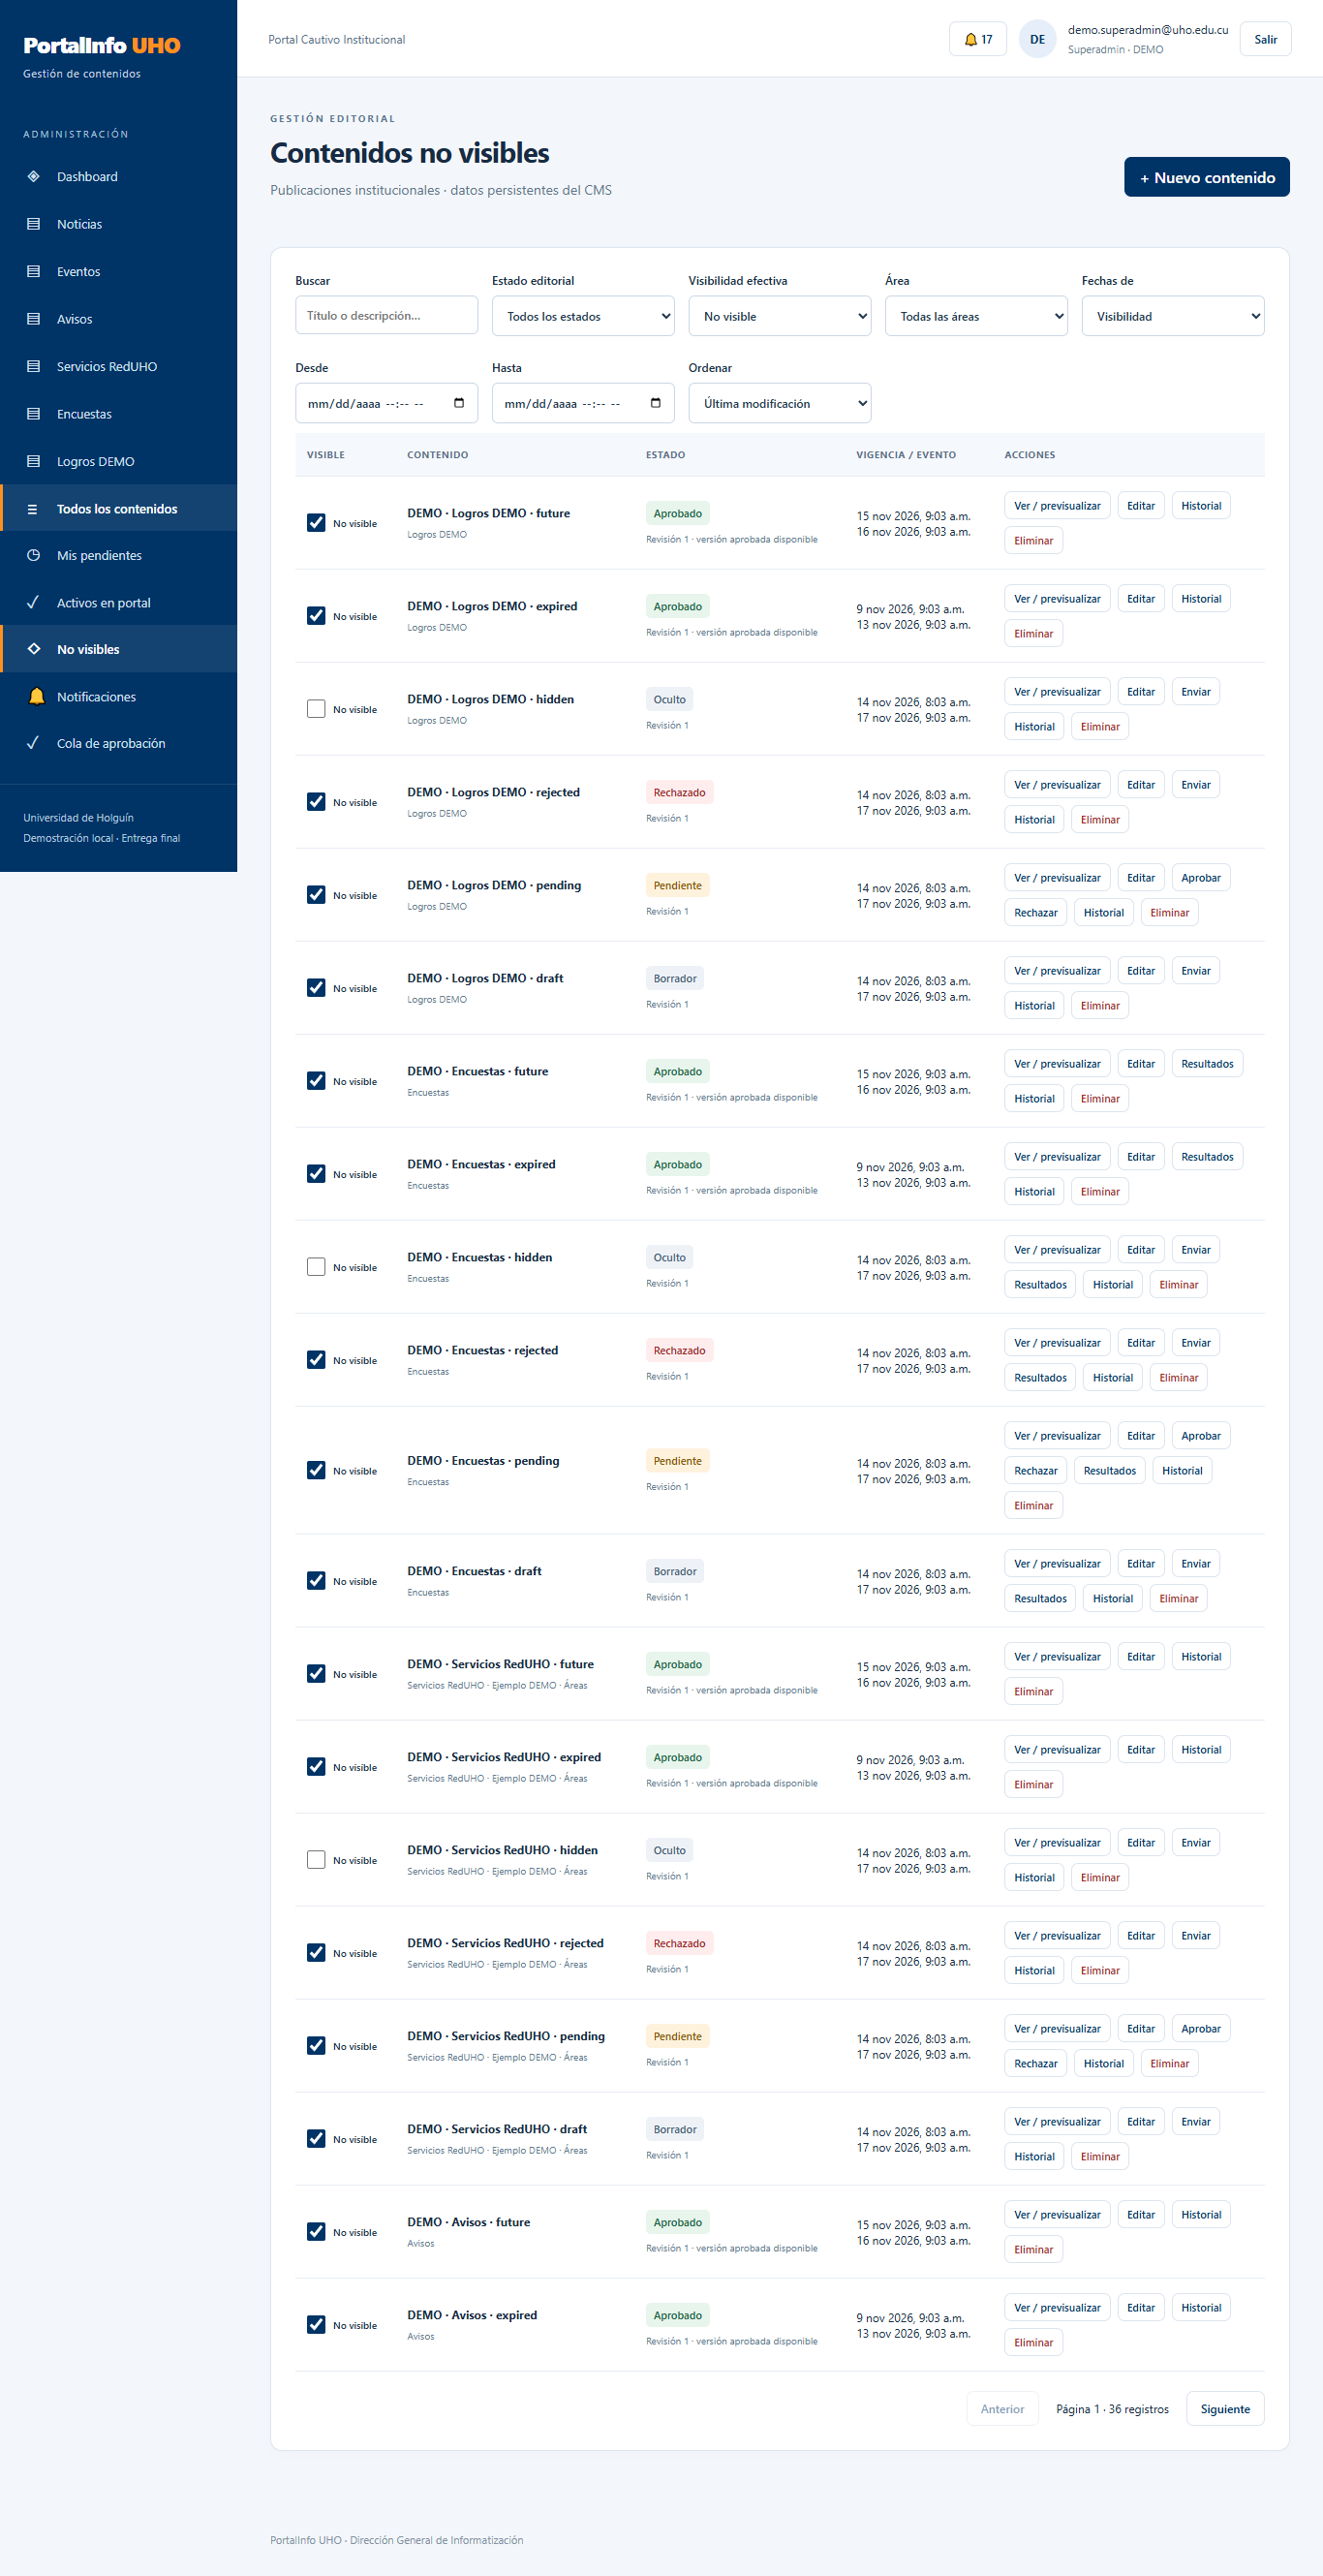 PortalInfo UHO
Gestión de contenidos
ADMINISTRACIÓN
Dashboard
Noticias
Eventos
Avisos
Servicios RedUHO
Encuestas
Logros DEMO
Todos los contenidos
Mis pendientes
Activos en portal
No visibles
Notificaciones
Cola de aprobación
Universidad de Holguín
Demostración local · Entrega final
Portal Cautivo Institucional
17
DE
demo.superadmin@uho.edu.cu
Superadmin · DEMO
Salir
GESTIÓN EDITORIAL
Contenidos no visibles
Publicaciones institucionales · datos persistentes del CMS
+ Nuevo contenido
Buscar
Estado editorial
Visibilidad efectiva
Área
Fechas de
Título o descripción...
Todos los estados
No visible
Todas las áreas
Visibilidad
Desde
Hasta
Ordenar
mm/dd/aaaa --:-- --
mm/dd/aaaa --:-- --
Última modificación
VISIBLE CONTENIDO ESTADO VIGENCIA / EVENTO ACCIONES
No visible
DEMO · Logros DEMO · future
Logros DEMO
Aprobado
Revisión 1 · versión aprobada disponible
15 nov 2026, 9:03 a.m.
16 nov 2026, 9:03 a.m.
Ver / previsualizar Editar Historial
Eliminar
No visible
DEMO · Logros DEMO · expired
Logros DEMO
Aprobado
Revisión 1 · versión aprobada disponible
9 nov 2026, 9:03 a.m.
13 nov 2026, 9:03 a.m.
Ver / previsualizar Editar Historial
Eliminar
No visible
DEMO · Logros DEMO · hidden
Logros DEMO
Oculto
Revisión 1
14 nov 2026, 8:03 a.m.
17 nov 2026, 9:03 a.m.
Ver / previsualizar Editar Enviar
Historial Eliminar
No visible
DEMO · Logros DEMO · rejected
Logros DEMO
Rechazado
Revisión 1
14 nov 2026, 8:03 a.m.
17 nov 2026, 9:03 a.m.
Ver / previsualizar Editar Enviar
Historial Eliminar
No visible
DEMO · Logros DEMO · pending
Logros DEMO
Pendiente
Revisión 1
14 nov 2026, 8:03 a.m.
17 nov 2026, 9:03 a.m.
Ver / previsualizar Editar Aprobar
Rechazar Historial Eliminar
No visible
DEMO · Logros DEMO · draft
Logros DEMO
Borrador
Revisión 1
14 nov 2026, 8:03 a.m.
17 nov 2026, 9:03 a.m.
Ver / previsualizar Editar Enviar
Historial Eliminar
No visible
DEMO · Encuestas · future
Encuestas
Aprobado
Revisión 1 · versión aprobada disponible
15 nov 2026, 9:03 a.m.
16 nov 2026, 9:03 a.m.
Ver / previsualizar Editar Resultados
Historial Eliminar
No visible
DEMO · Encuestas · expired
Encuestas
Aprobado
Revisión 1 · versión aprobada disponible
9 nov 2026, 9:03 a.m.
13 nov 2026, 9:03 a.m.
Ver / previsualizar Editar Resultados
Historial Eliminar
No visible
DEMO · Encuestas · hidden
Encuestas
Oculto
Revisión 1
14 nov 2026, 8:03 a.m.
17 nov 2026, 9:03 a.m.
Ver / previsualizar Editar Enviar
Resultados Historial Eliminar
No visible
DEMO · Encuestas · rejected
Encuestas
Rechazado
Revisión 1
14 nov 2026, 8:03 a.m.
17 nov 2026, 9:03 a.m.
Ver / previsualizar Editar Enviar
Resultados Historial Eliminar
No visible
DEMO · Encuestas · pending
Encuestas
Pendiente
Revisión 1
14 nov 2026, 8:03 a.m.
17 nov 2026, 9:03 a.m.
Ver / previsualizar Editar Aprobar
Rechazar Resultados Historial
Eliminar
No visible
DEMO · Encuestas · draft
Encuestas
Borrador
Revisión 1
14 nov 2026, 8:03 a.m.
17 nov 2026, 9:03 a.m.
Ver / previsualizar Editar Enviar
Resultados Historial Eliminar
No visible
DEMO · Servicios RedUHO · future
Servicios RedUHO · Ejemplo DEMO · Áreas
Aprobado
Revisión 1 · versión aprobada disponible
15 nov 2026, 9:03 a.m.
16 nov 2026, 9:03 a.m.
Ver / previsualizar Editar Historial
Eliminar
No visible
DEMO · Servicios RedUHO · expired
Servicios RedUHO · Ejemplo DEMO · Áreas
Aprobado
Revisión 1 · versión aprobada disponible
9 nov 2026, 9:03 a.m.
13 nov 2026, 9:03 a.m.
Ver / previsualizar Editar Historial
Eliminar
No visible
DEMO · Servicios RedUHO · hidden
Servicios RedUHO · Ejemplo DEMO · Áreas
Oculto
Revisión 1
14 nov 2026, 8:03 a.m.
17 nov 2026, 9:03 a.m.
Ver / previsualizar Editar Enviar
Historial Eliminar
No visible
DEMO · Servicios RedUHO · rejected
Servicios RedUHO · Ejemplo DEMO · Áreas
Rechazado
Revisión 1
14 nov 2026, 8:03 a.m.
17 nov 2026, 9:03 a.m.
Ver / previsualizar Editar Enviar
Historial Eliminar
No visible
DEMO · Servicios RedUHO · pending
Servicios RedUHO · Ejemplo DEMO · Áreas
Pendiente
Revisión 1
14 nov 2026, 8:03 a.m.
17 nov 2026, 9:03 a.m.
Ver / previsualizar Editar Aprobar
Rechazar Historial Eliminar
No visible
DEMO · Servicios RedUHO · draft
Servicios RedUHO · Ejemplo DEMO · Áreas
Borrador
Revisión 1
14 nov 2026, 8:03 a.m.
17 nov 2026, 9:03 a.m.
Ver / previsualizar Editar Enviar
Historial Eliminar
No visible
DEMO · Avisos · future
Avisos
Aprobado
Revisión 1 · versión aprobada disponible
15 nov 2026, 9:03 a.m.
16 nov 2026, 9:03 a.m.
Ver / previsualizar Editar Historial
Eliminar
No visible
DEMO · Avisos · expired
Avisos
Aprobado
Revisión 1 · versión aprobada disponible
9 nov 2026, 9:03 a.m.
13 nov 2026, 9:03 a.m.
Ver / previsualizar Editar Historial
Eliminar
Anterior Página 1 · 36 registros Siguiente
PortalInfo UHO · Dirección General de Informatización